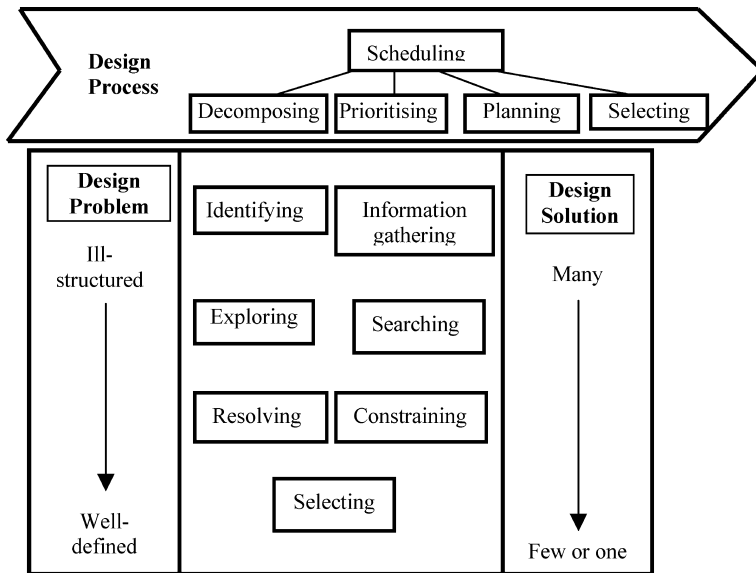 Design
Process
Scheduling
Decomposing
Prioritising
Planning
Selecting
Design
Problem
Ill-
structured
Well-
defined
Identifying
Information
gathering
Exploring
Searching
Resolving
Constraining
Selecting
Design
Solution
Many
Few or one